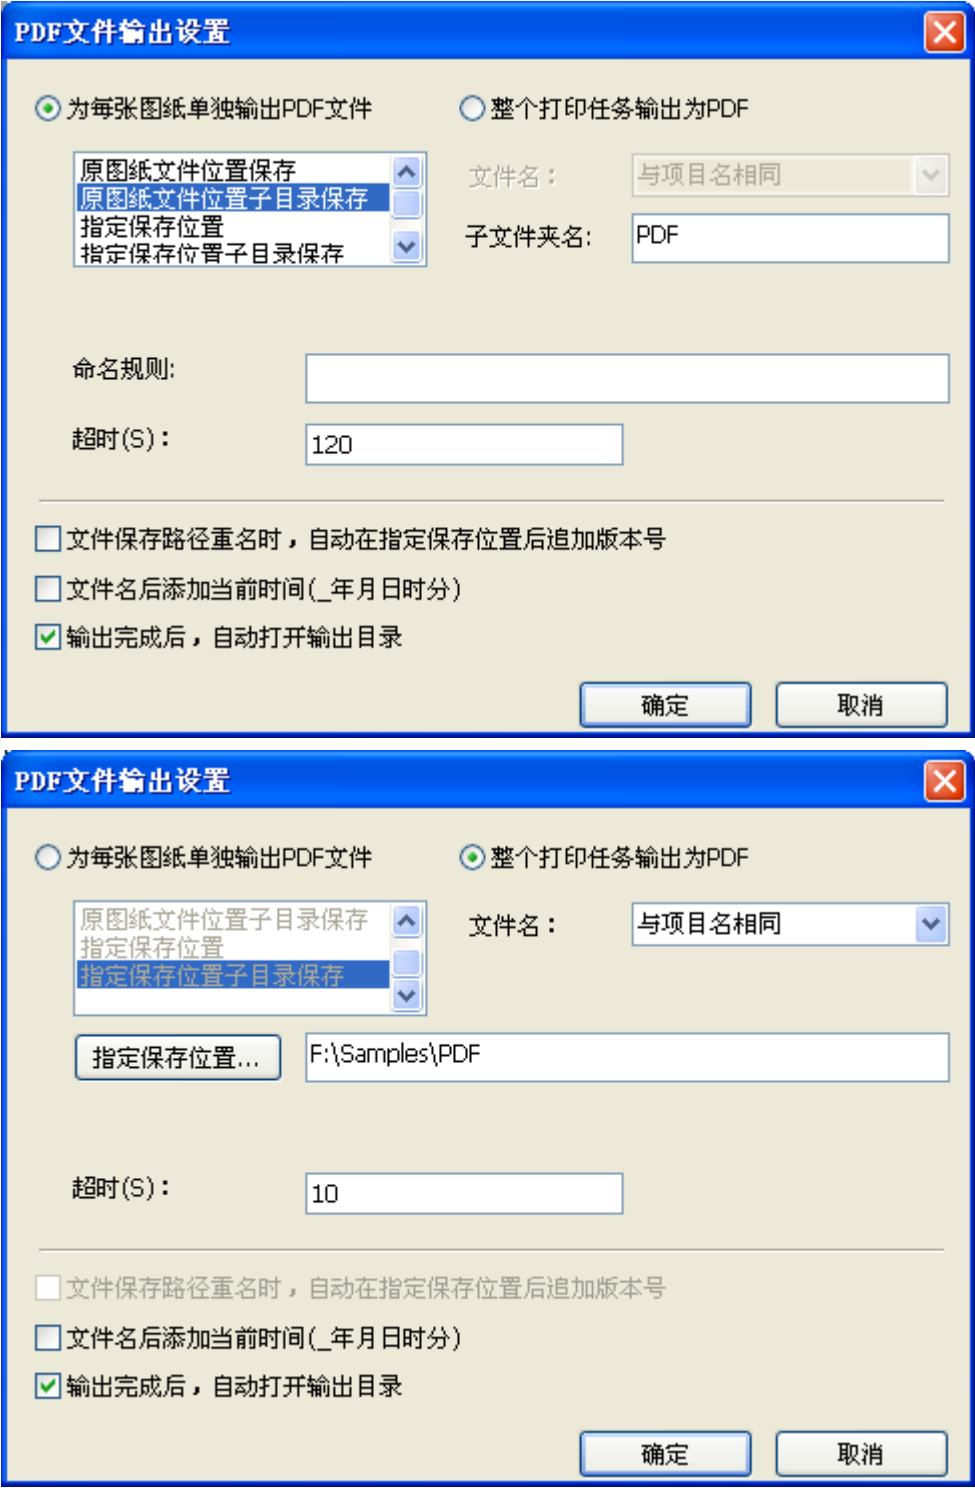 PDF文件输出设置
为每张图纸单独输出PDF文件
整个打印任务输出为PDF
原图纸文件位置保存
原图纸文件位置子目录保存
指定保存位置
指定保存位置子目录保存
文件名：
与项目名相同
子文件夹名:
PDF
命名规则:
超时(S)：
120
文件保存路径重名时，自动在指定保存位置后追加版本号
文件名后添加当前时间(_年月日时分)
输出完成后，自动打开输出目录
确定
取消
PDF文件输出设置
为每张图纸单独输出PDF文件
整个打印任务输出为PDF
原图纸文件位置子目录保存
指定保存位置
指定保存位置子目录保存
文件名：
与项目名相同
指定保存位置...
F:\Samples\PDF
超时(S)：
10
文件保存路径重名时，自动在指定保存位置后追加版本号
文件名后添加当前时间(_年月日时分)
输出完成后，自动打开输出目录
确定
取消